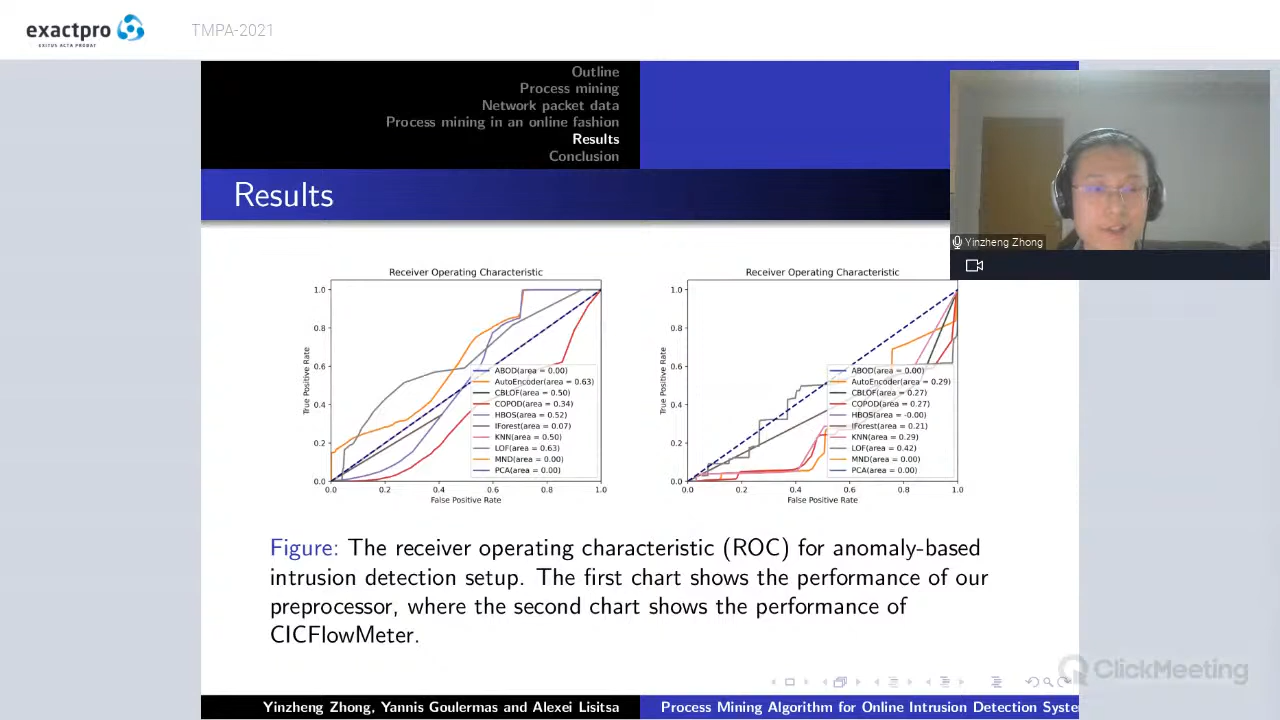 exactpro
EXITUS ACTA PROBAT
TMPA-2021
Outline
Process mining
Network packet data
Process mining in an online fashion
Results
Conclusion
Results
Yinzheng Zhong
Receiver Operating Characteristic
True Positive Rate
1.0
0.8
0.6
0.4
0.2
0.0
0.0 0.2 0.4 0.6 0.8 1.0
False Positive Rate
ABOD(area = 0.00)
AutoEncoder(area = 0.63)
CBLOF(area = 0.50)
COPOD(area = 0.34)
HBOS(area = 0.52)
IForest(area = 0.07)
KNN(area = 0.50)
LOF(area = 0.63)
MND(area = 0.00)
PCA(area = 0.00)
Receiver Operating Characteristic
True Positive Rate
1.0
0.8
0.6
0.4
0.2
0.0
0.0 0.2 0.4 0.6 0.8 1.0
False Positive Rate
ABOD(area = 0.00)
AutoEncoder(area = 0.29)
CBLOF(area = 0.27)
COPOD(area = 0.27)
HBOS(area = -0.00)
IForest(area = 0.21)
KNN(area = 0.29)
LOF(area = 0.42)
MND(area = 0.00)
PCA(area = 0.00)
Figure: The receiver operating characteristic (ROC) for anomaly-based
intrusion detection setup. The first chart shows the performance of our
preprocessor, where the second chart shows the performance of
CICFlowMeter.
ClickMeeting
Yinzheng Zhong, Yannis Goulermas and Alexei Lisitsa
Process Mining Algorithm for Online Intrusion Detection Syste